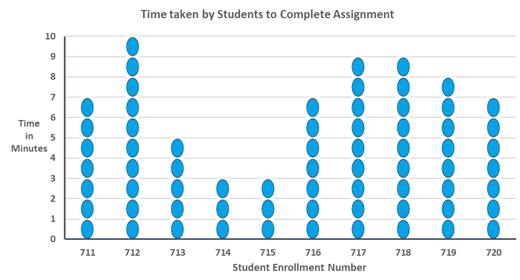 Time taken by Students to Complete Assignment
10
9
8
7
6
5
4
3
2
1
0
Time
in
Minutes
711 712 713 714 715 716 717 718 719 720
Student Enrollment Number